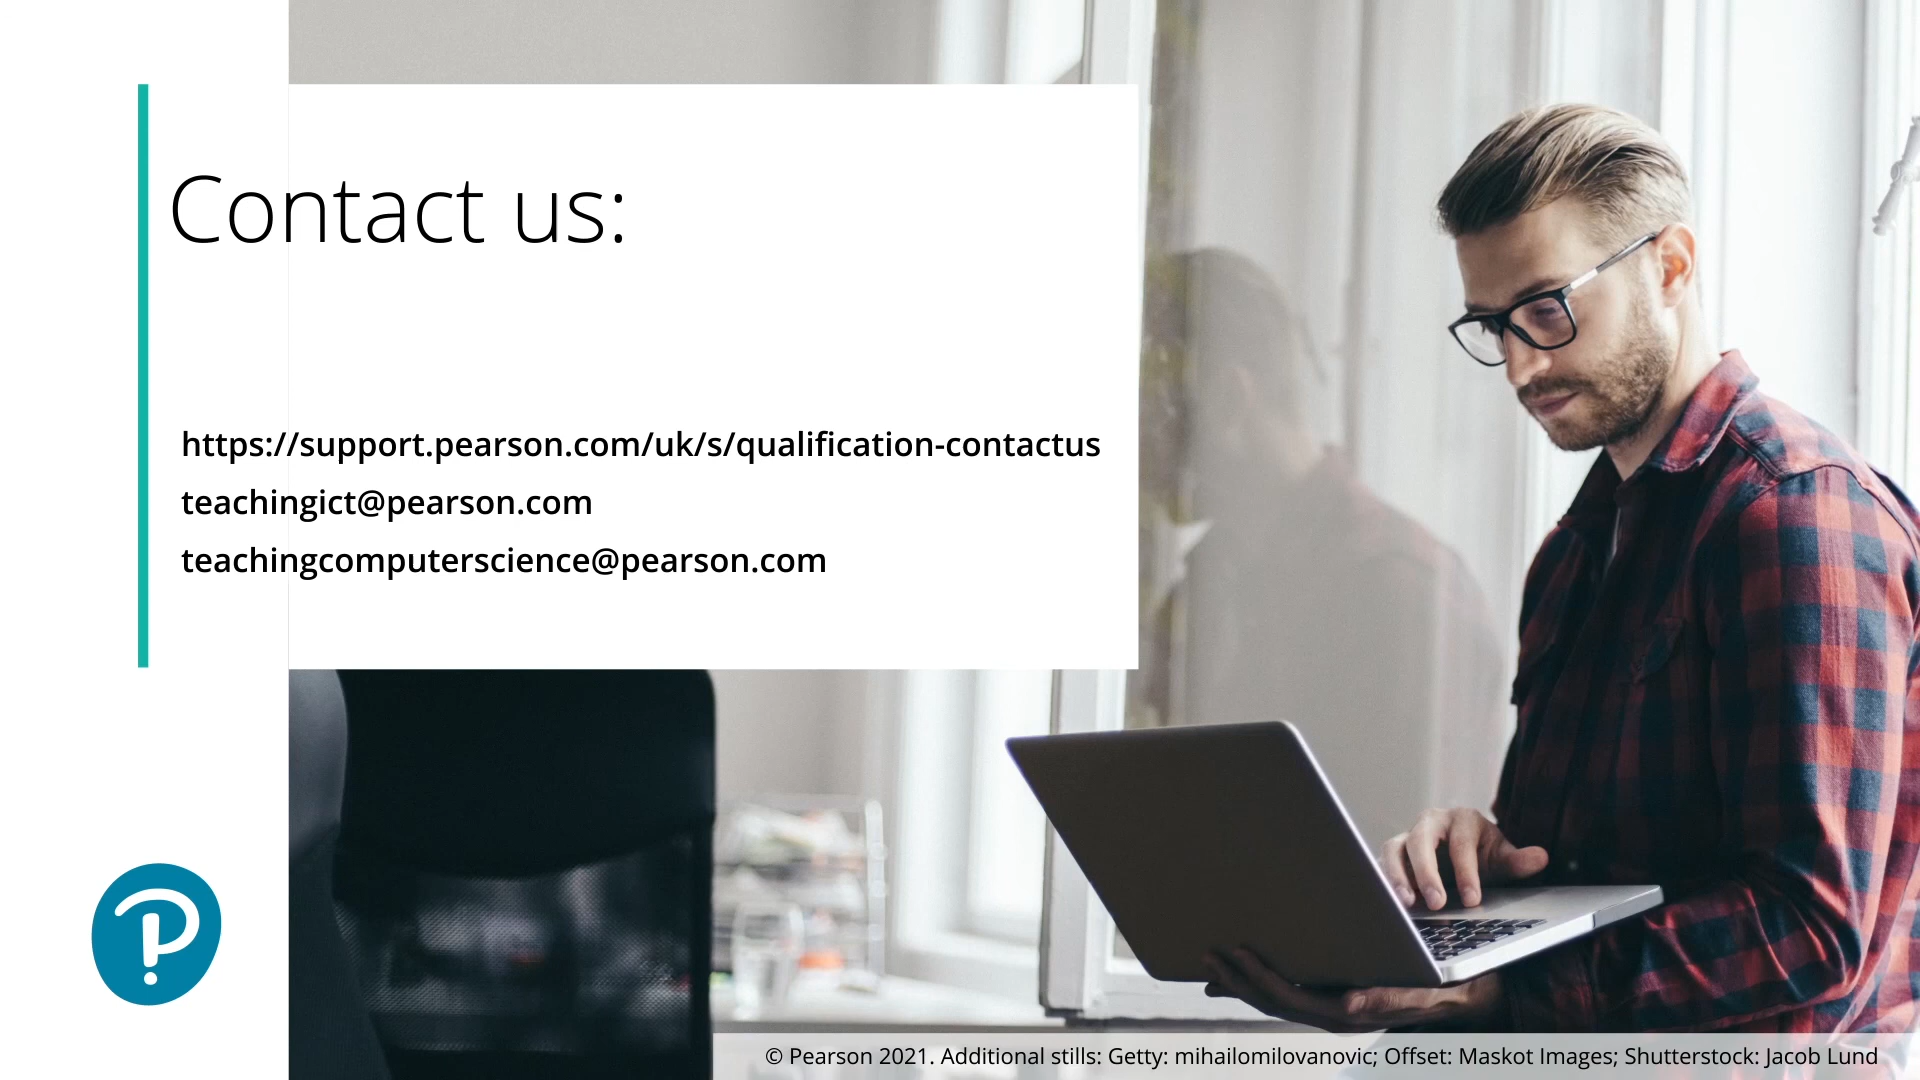 Contact us:
https://support.pearson.com/uk/s/qualification-contactus
teachingict@pearson.com
teachingcomputerscience@pearson.com
© Pearson 2021. Additional stills: Getty: mihailomilovanovic; Offset: Maskot Images; Shutterstock: Jacob Lund